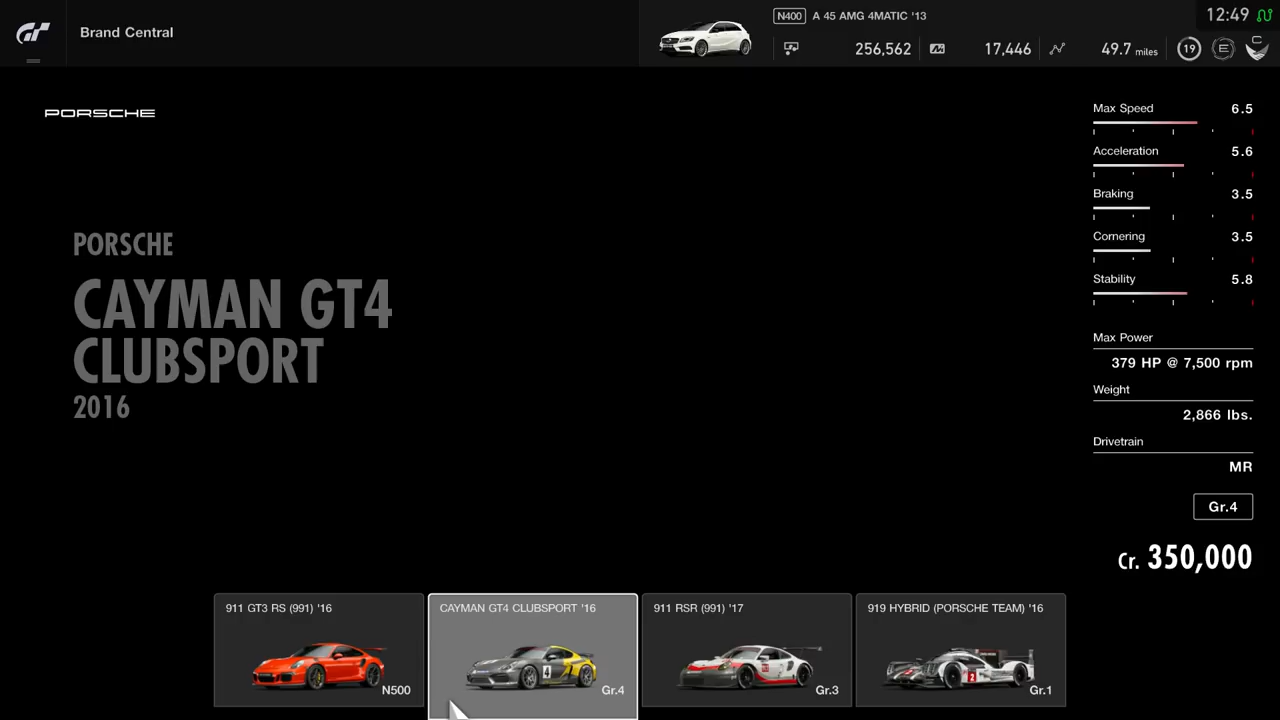 Brand Central
N400 A 45 AMG 4MATIC '13
12:49
256,562
17,446
49.7 miles
19
E
C
PORSCHE
PORSCHE
CAYMAN GT4
CLUBSPORT
2016
Max Speed 6.5
Acceleration 5.6
Braking 3.5
Cornering 3.5
Stability 5.8
Max Power
379 HP @ 7,500 rpm
Weight
2,866 lbs.
Drivetrain
MR
Gr.4
Cr. 350,000
911 GT3 RS (991) '16
N500
CAYMAN GT4 CLUBSPORT '16
4
Gr.4
911 RSR (991) '17
Gr.3
919 HYBRID (PORSCHE TEAM) '16
2
Gr.1